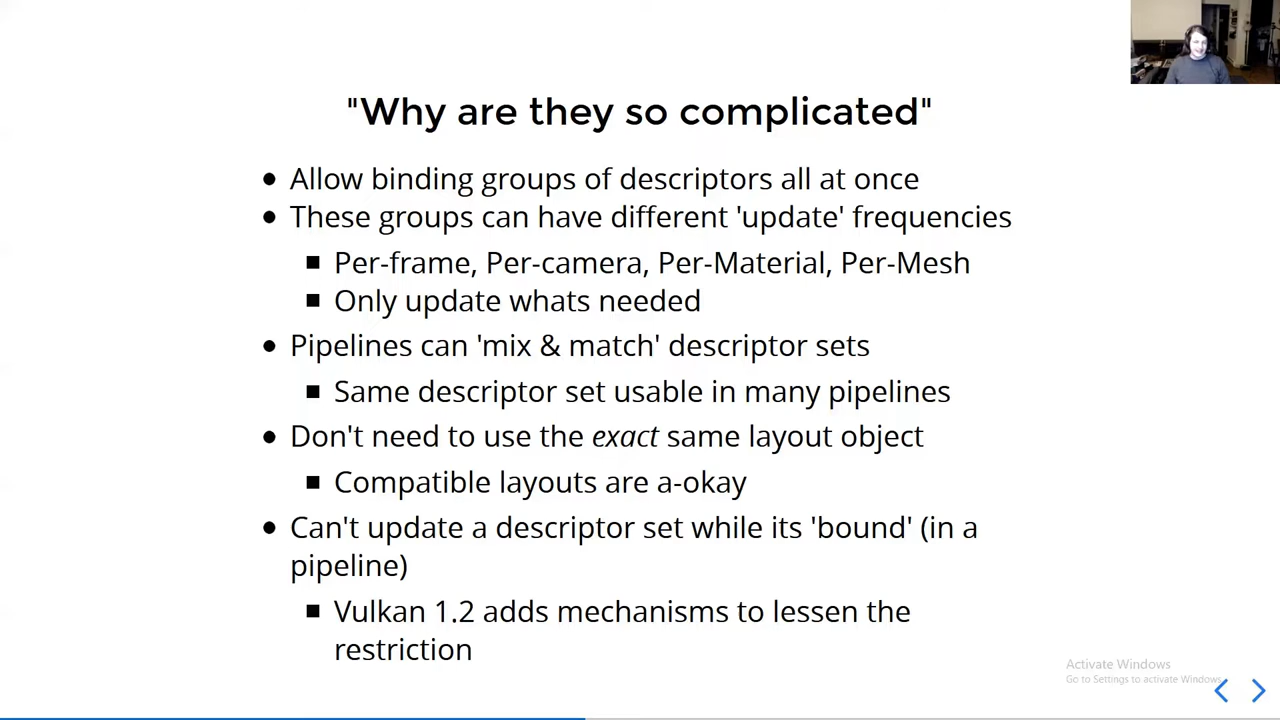 "Why are they so complicated"
Allow binding groups of descriptors all at once
These groups can have different 'update' frequencies
Per-frame, Per-camera, Per-Material, Per-Mesh
Only update whats needed
Pipelines can 'mix & match' descriptor sets
Same descriptor set usable in many pipelines
Don't need to use the exact same layout object
Compatible layouts are a-okay
Can't update a descriptor set while its 'bound' (in a
pipeline)
Vulkan 1.2 adds mechanisms to lessen the
restriction
Activate Windows
Go to Settings to activate Windows.